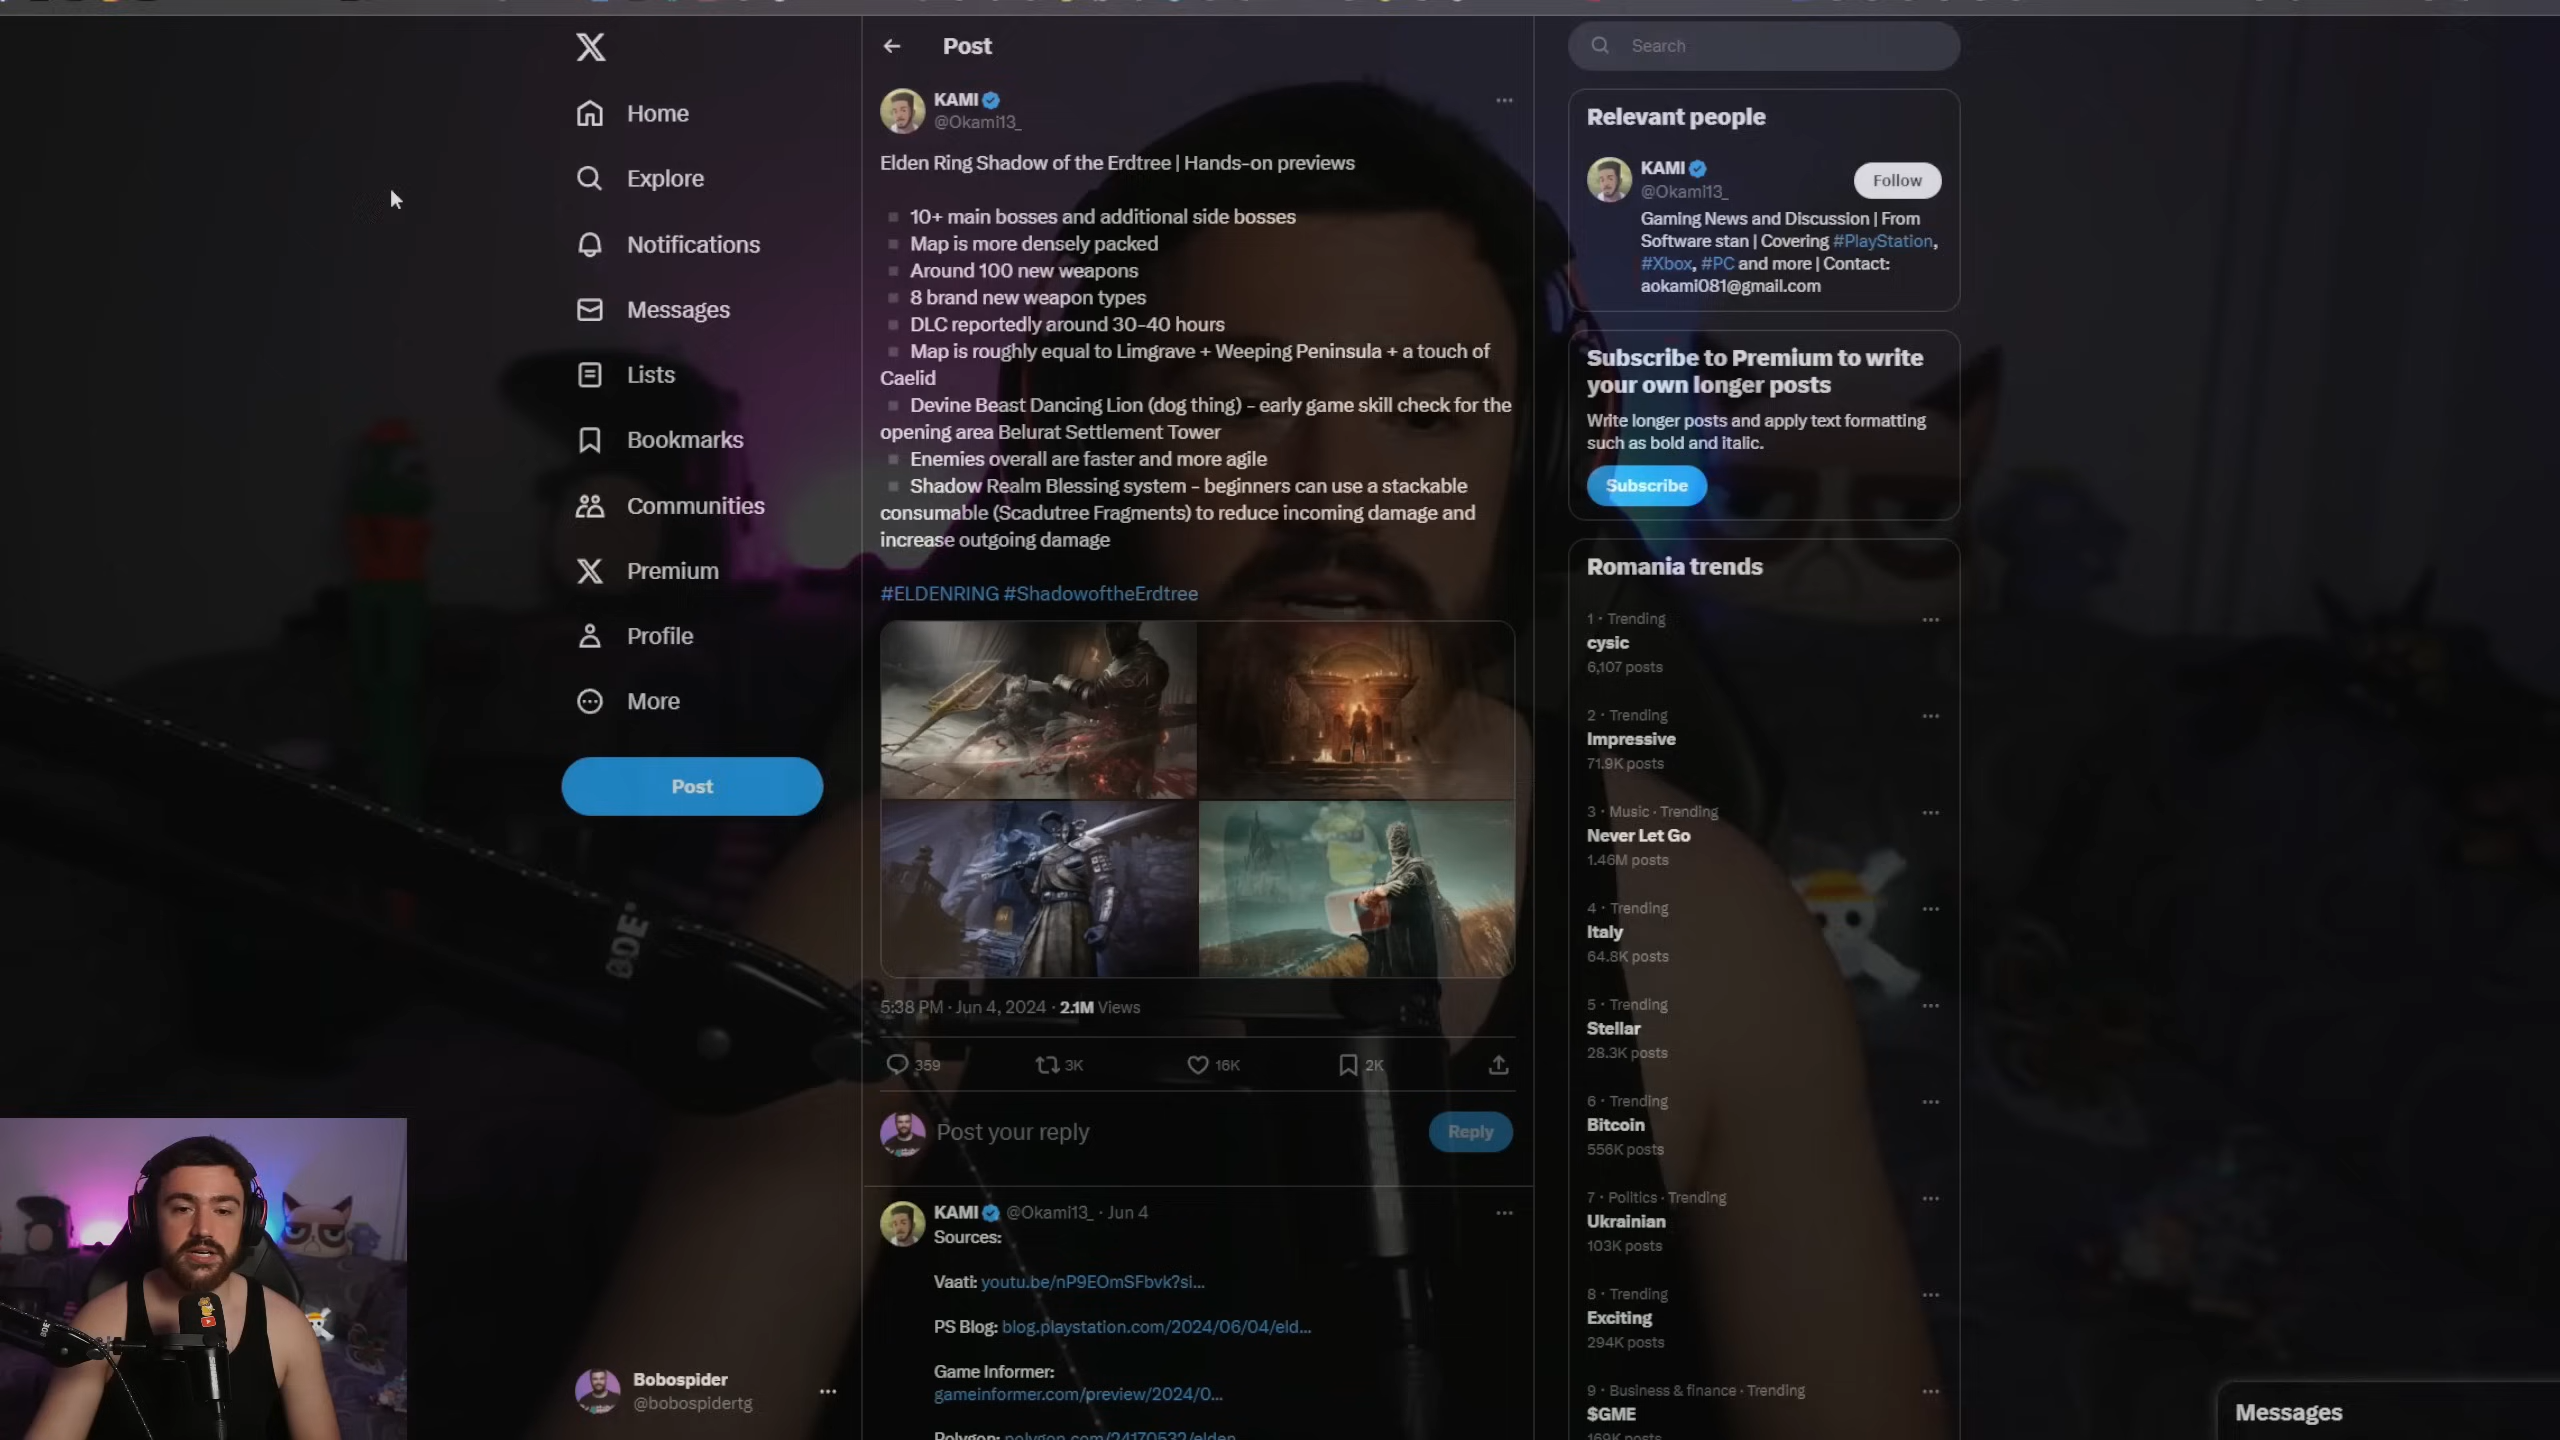 Home
Explore
Notifications
Messages
Lists
Bookmarks
Communities
Premium
Profile
More
Post
Bobospider
@bobospidertg
Post
KAMI
@Okami13_
Elden Ring Shadow of the Erdtree | Hands-on previews
10+ main bosses and additional side bosses
Map is more densely packed
Around 100 new weapons
8 brand new weapon types
DLC reportedly around 30-40 hours
Map is roughly equal to Limgrave + Weeping Peninsula + a touch of
Caelid
Devine Beast Dancing Lion (dog thing) - early game skill check for the
opening area Belurat Settlement Tower
Enemies overall are faster and more agile
Shadow Realm Blessing system - beginners can use a stackable
consumable (Scadutree Fragments) to reduce incoming damage and
increase outgoing damage
#ELDENRING #ShadowoftheErdtree
5:38 PM · Jun 4, 2024 · 2.1M Views
359 3K 16K 2K
Post your reply
Reply
KAMI @Okami13_ · Jun 4
Sources:
Vaati: youtu.be/nP9EOmSFbvk?si...
PS Blog: blog.playstation.com/2024/06/04/eld...
Game Informer:
gameinformer.com/preview/2024/0...
Polygon: polygon.com/24170532/elden
Search
Relevant people
KAMI
@Okami13_
Follow
Gaming News and Discussion | From
Software stan | Covering #PlayStation,
#Xbox, #PC and more | Contact:
aokami081@gmail.com
Subscribe to Premium to write
your own longer posts
Write longer posts and apply text formatting
such as bold and italic.
Subscribe
Romania trends
1 · Trending
cysic
6,107 posts
2 · Trending
Impressive
71.9K posts
3 · Music · Trending
Never Let Go
1.46M posts
4 · Trending
Italy
64.8K posts
5 · Trending
Stellar
28.3K posts
6 · Trending
Bitcoin
556K posts
7 · Politics · Trending
Ukrainian
103K posts
8 · Trending
Exciting
294K posts
9 · Business & finance · Trending
$GME
169K posts
Messages